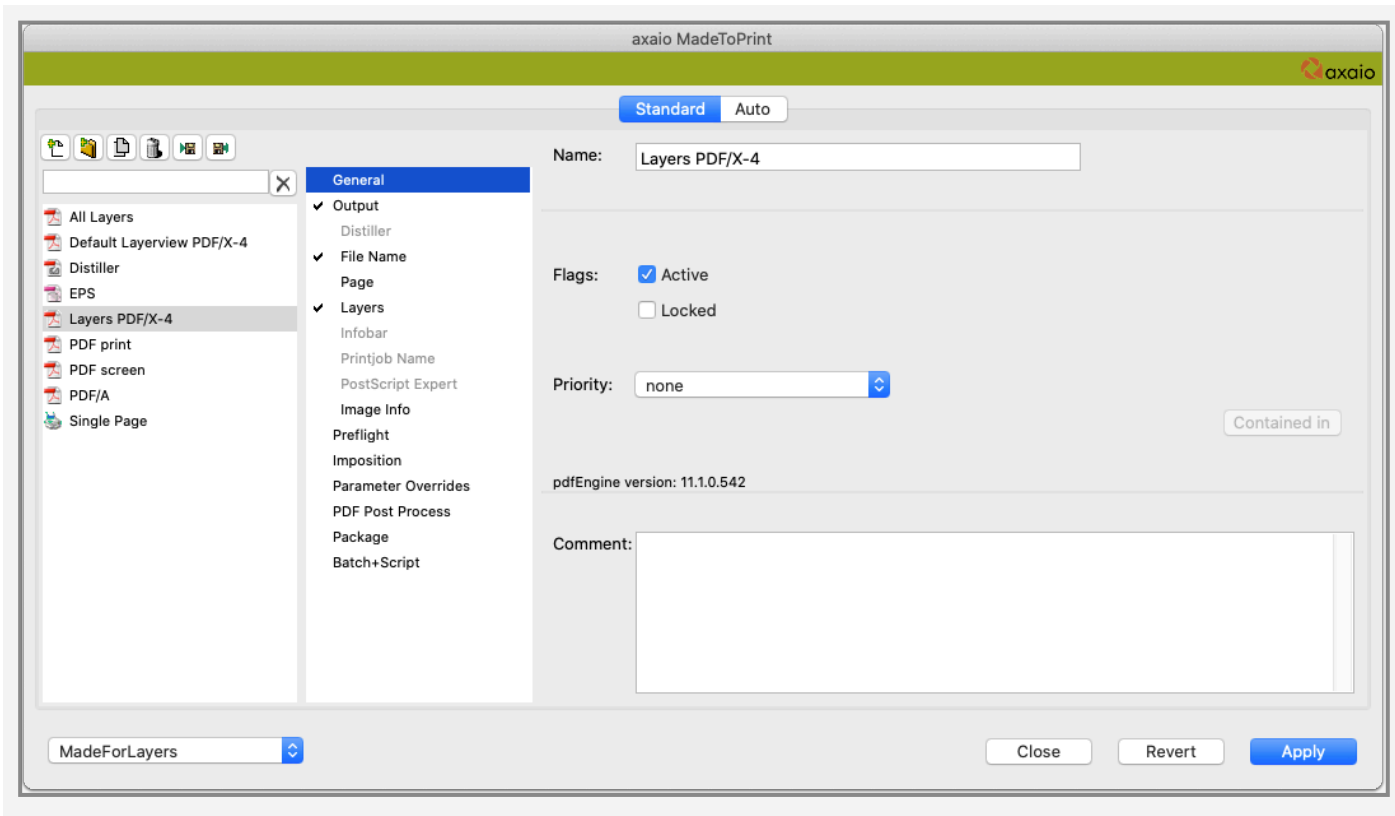 axaio MadeToPrint
axaio
Standard
Auto
All Layers
Default Layerview PDF/X-4
Distiller
EPS
Layers PDF/X-4
PDF print
PDF screen
PDF/A
Single Page
General
Output
Distiller
File Name
Page
Layers
Infobar
Printjob Name
PostScript Expert
Image Info
Preflight
Imposition
Parameter Overrides
PDF Post Process
Package
Batch+Script
Name:
Layers PDF/X-4
Flags:
Active
Locked
Priority:
none
Contained in
pdfEngine version: 11.1.0.542
Comment:
MadeForLayers
Close
Revert
Apply